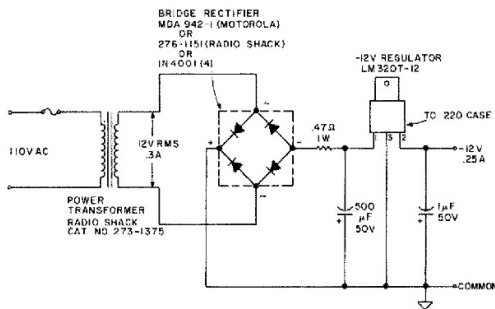 BRIDGE RECTIFIER
MDA 942-1 (MOTOROLA)
OR
276-1151 (RADIO SHACK)
OR
IN4001 (4)
-12V REGULATOR
LM320T-12
TO 220 CASE
110VAC
12V RMS
.3A
~
+
-
~
.47Ω
1W
1
3
2
-12V
.25A
POWER
TRANSFORMER
RADIO SHACK
CAT. NO. 273-1375
500
µF
50V
+
1µF
50V
+
COMMON